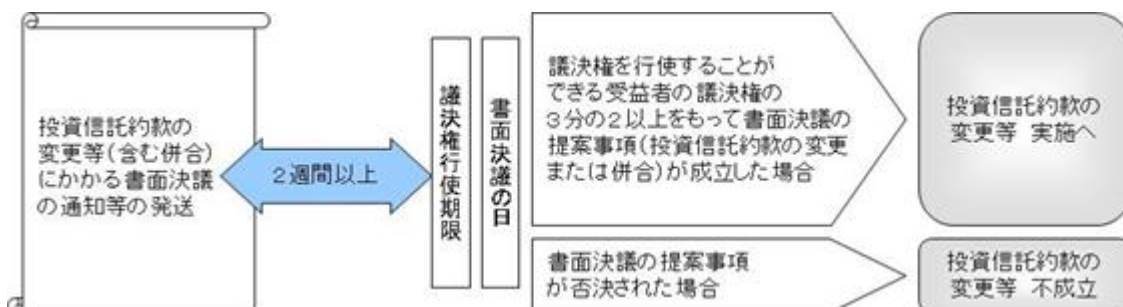 投資信託約款の
変更等(含む併合)
にかかる書面決議
の通知等の発送
2週間以上
議決権行使期限
書面決議の日
議決権を行使することが
できる受益者の議決権の
3分の2以上をもって書面決議の
提案事項(投資信託約款の変更
または併合)が成立した場合
投資信託約款の
変更等 実施へ
書面決議の提案事項
が否決された場合
投資信託約款の
変更等 不成立